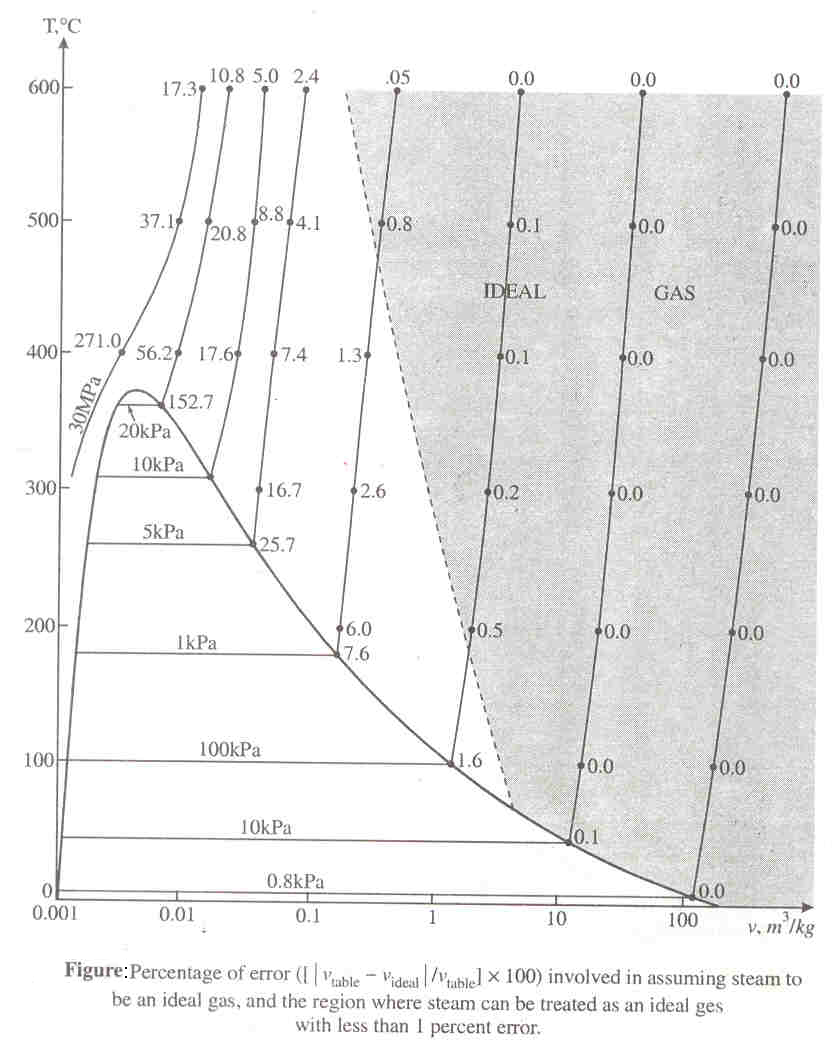 T,°C
10.8 5.0 2.4 .05 0.0 0.0 0.0
600 17.3
500 37.1 20.8 8.8 4.1 0.8 0.1 0.0 0.0
IDEAL GAS
271.0
400 56.2 17.6 7.4 1.3 0.1 0.0 0.0
30MPa
152.7
20kPa
10kPa
300 16.7 2.6 0.2 0.0 0.0
5kPa 25.7
200 6.0 0.5 0.0 0.0
1kPa 7.6
100kPa
100 1.6 0.0 0.0
10kPa 0.1
0.8kPa
0 0.0
0.001 0.01 0.1 1 10 100
v, m³/kg
Figure: Percentage of error ([ | v table − v ideal | /v table] × 100) involved in assuming steam to
be an ideal gas, and the region where steam can be treated as an ideal ges
with less than 1 percent error.